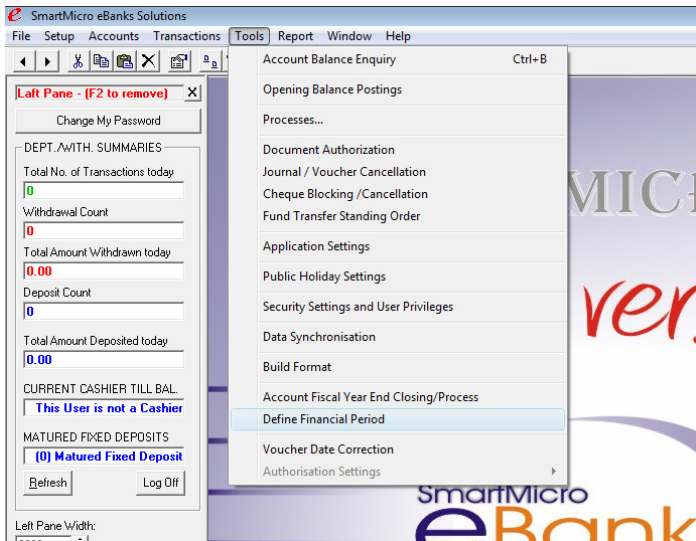 SmartMicro eBanks Solutions
File Setup Accounts Transactions Tools Report Window Help
Account Balance Enquiry Ctrl+B
Opening Balance Postings
Processes...
Document Authorization
Journal / Voucher Cancellation
Cheque Blocking /Cancellation
Fund Transfer Standing Order
Application Settings
Public Holiday Settings
Security Settings and User Privileges
Data Synchronisation
Build Format
Account Fiscal Year End Closing/Process
Define Financial Period
Voucher Date Correction
Authorisation Settings
Laft Pane - (F2 to remove) X
Change My Password
DEPT./WITH. SUMMARIES
Total No. of Transactions today
0
Withdrawal Count
0
Total Amount Withdrawn today
0.00
Deposit Count
0
Total Amount Deposited today
0.00
CURRENT CASHIER TILL BAL.
This User is not a Cashier
MATURED FIXED DEPOSITS
(0) Matured Fixed Deposit
Refresh Log Off
Left Pane Width:
MIC
ver
SmartMicro
eBank